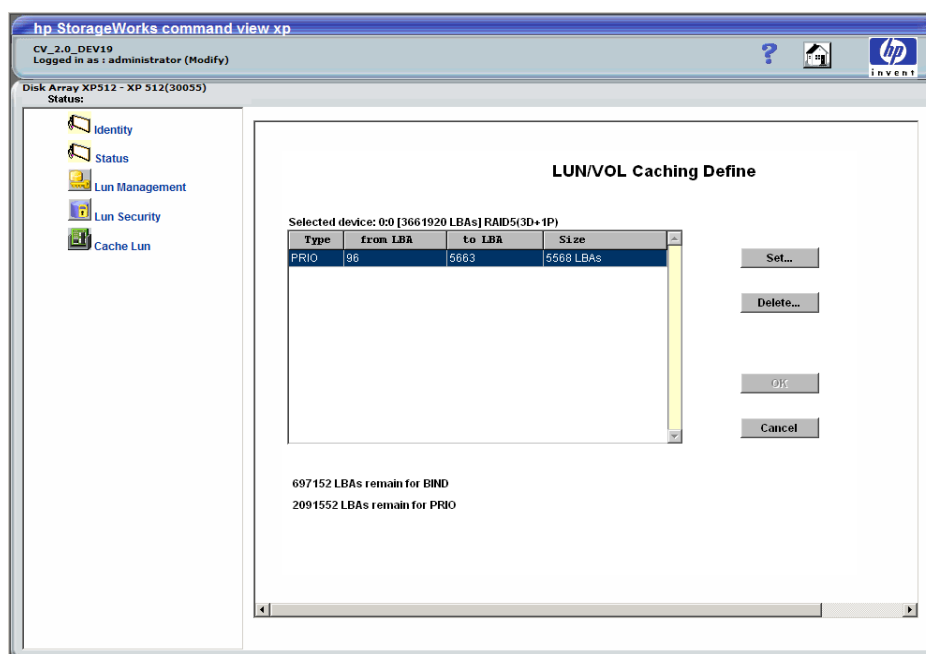 hp StorageWorks command view xp
CV_2.0_DEV19
Logged in as : administrator (Modify)
?
hp
invent
Disk Array XP512 - XP 512(30055)
Status:
Identity
Status
Lun Management
Lun Security
Cache Lun
LUN/VOL Caching Define
Selected device: 0:0 [3661920 LBAs] RAID5(3D+1P)
Type from LBA to LBA Size
PRIO 96 5663 5568 LBAs
Set...
Delete...
OK
Cancel
697152 LBAs remain for BIND
2091552 LBAs remain for PRIO